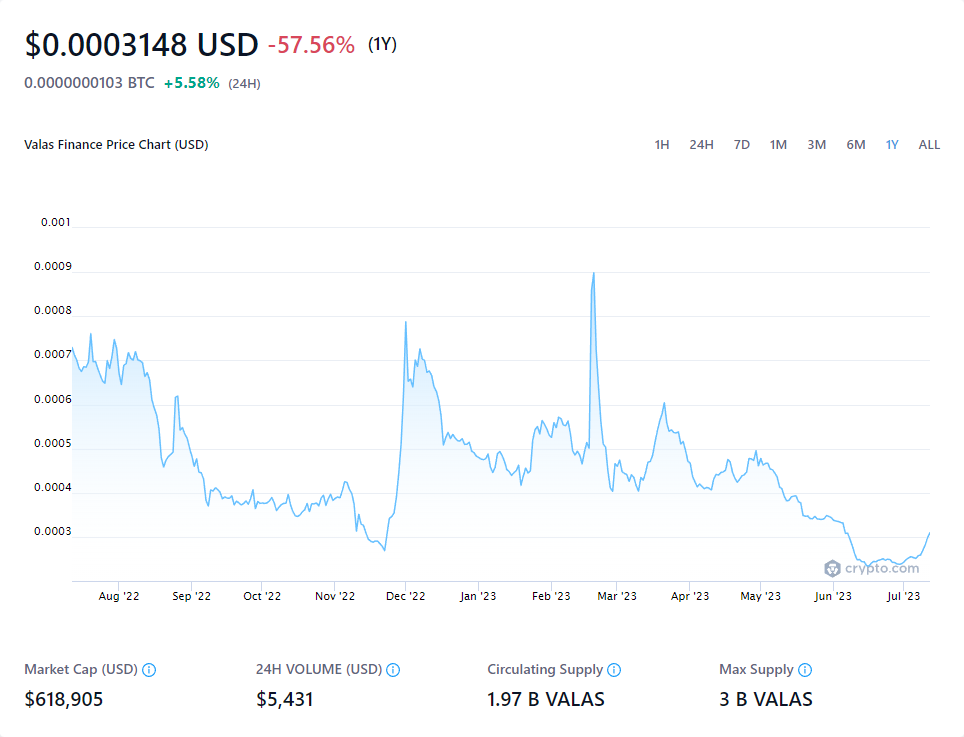 $0.0003148 USD -57.56% (1Y)
0.0000000103 BTC +5.58% (24H)
Valas Finance Price Chart (USD) 1H 24H 7D 1M 3M 6M 1Y ALL
0.001
0.0009
0.0008
0.0007
0.0006
0.0005
0.0004
0.0003
crypto.com
Aug '22 Sep '22 Oct '22 Nov '22 Dec '22 Jan '23 Feb '23 Mar '23 Apr '23 May '23 Jun '23 Jul '23
Market Cap (USD) 24H VOLUME (USD) Circulating Supply Max Supply
$618,905 $5,431 1.97 B VALAS 3 B VALAS